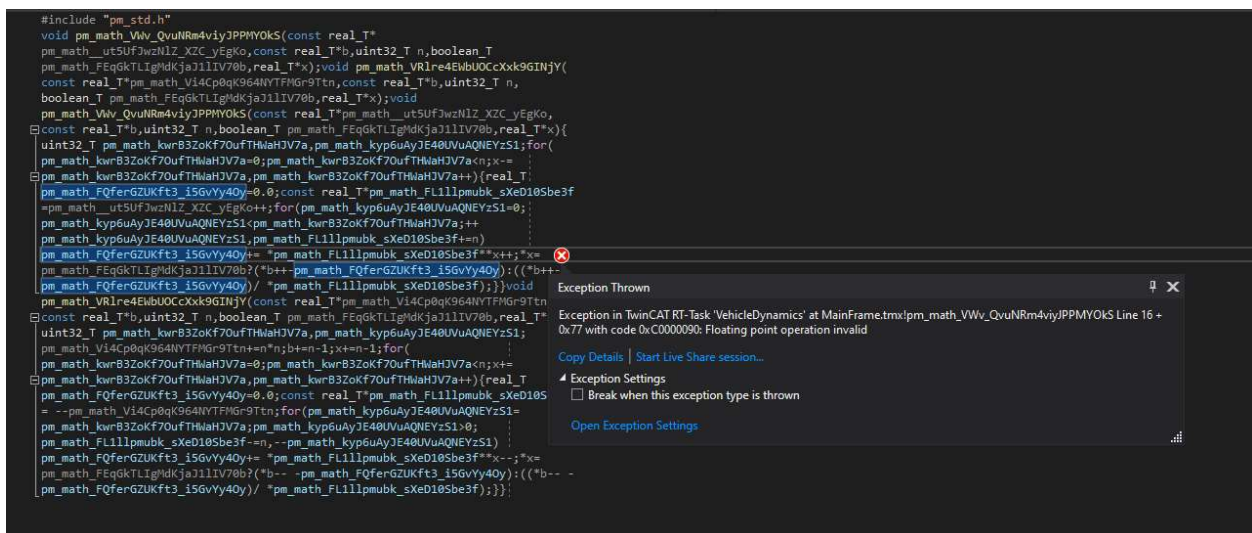 #include "pm_std.h"
void pm_math_VWv_QvuNRm4viyJPPMYOkS(const real_T*
pm_math__ut5UfJwzNlZ_XZC_yEgKo,const real_T*b,uint32_T n,boolean_T
pm_math_FEqGkTLIgMdKjaJ1lIV70b,real_T*x);void pm_math_VRlre4EWbUOCcXxk9GINjY(
const real_T*pm_math_Vi4Cp0qK964NYTFMGr9Ttn,const real_T*b,uint32_T n,
boolean_T pm_math_FEqGkTLIgMdKjaJ1lIV70b,real_T*x);void
pm_math_VWv_QvuNRm4viyJPPMYOkS(const real_T*pm_math__ut5UfJwzNlZ_XZC_yEgKo,
const real_T*b,uint32_T n,boolean_T pm_math_FEqGkTLIgMdKjaJ1lIV70b,real_T*x){
uint32_T pm_math_kwrB3ZoKf7OufTHWaHJV7a,pm_math_kyp6uAyJE40UVuAQNEYzS1;for(
pm_math_kwrB3ZoKf7OufTHWaHJV7a=0;pm_math_kwrB3ZoKf7OufTHWaHJV7a<n;x-=
pm_math_kwrB3ZoKf7OufTHWaHJV7a,pm_math_kwrB3ZoKf7OufTHWaHJV7a++){real_T
pm_math_FQferGZUKft3_i5GvYy4Oy=0.0;const real_T*pm_math_FL1llpmubk_sXeD10Sbe3f
=pm_math__ut5UfJwzNlZ_XZC_yEgKo++;for(pm_math_kyp6uAyJE40UVuAQNEYzS1=0;
pm_math_kyp6uAyJE40UVuAQNEYzS1<pm_math_kwrB3ZoKf7OufTHWaHJV7a;++
pm_math_kyp6uAyJE40UVuAQNEYzS1,pm_math_FL1llpmubk_sXeD10Sbe3f+=n)
pm_math_FQferGZUKft3_i5GvYy4Oy+= *pm_math_FL1llpmubk_sXeD10Sbe3f**x++;*x=
pm_math_FEqGkTLIgMdKjaJ1lIV70b?(*b++-pm_math_FQferGZUKft3_i5GvYy4Oy):((*b++-
pm_math_FQferGZUKft3_i5GvYy4Oy)/ *pm_math_FL1llpmubk_sXeD10Sbe3f);}}void
pm_math_VRlre4EWbUOCcXxk9GINjY(const real_T*pm_math_Vi4Cp0qK964NYTFMGr9Ttn
const real_T*b,uint32_T n,boolean_T pm_math_FEqGkTLIgMdKjaJ1lIV70b,real_T*
uint32_T pm_math_kwrB3ZoKf7OufTHWaHJV7a,pm_math_kyp6uAyJE40UVuAQNEYzS1;
pm_math_Vi4Cp0qK964NYTFMGr9Ttn+=n*n;b+=n-1;x+=n-1;for(
pm_math_kwrB3ZoKf7OufTHWaHJV7a=0;pm_math_kwrB3ZoKf7OufTHWaHJV7a<n;x+=
pm_math_kwrB3ZoKf7OufTHWaHJV7a,pm_math_kwrB3ZoKf7OufTHWaHJV7a++){real_T
pm_math_FQferGZUKft3_i5GvYy4Oy=0.0;const real_T*pm_math_FL1llpmubk_sXeD10S
= --pm_math_Vi4Cp0qK964NYTFMGr9Ttn;for(pm_math_kyp6uAyJE40UVuAQNEYzS1=
pm_math_kwrB3ZoKf7OufTHWaHJV7a;pm_math_kyp6uAyJE40UVuAQNEYzS1>0;
pm_math_FL1llpmubk_sXeD10Sbe3f-=n,--pm_math_kyp6uAyJE40UVuAQNEYzS1)
pm_math_FQferGZUKft3_i5GvYy4Oy+= *pm_math_FL1llpmubk_sXeD10Sbe3f**x--;*x=
pm_math_FEqGkTLIgMdKjaJ1lIV70b?(*b-- -pm_math_FQferGZUKft3_i5GvYy4Oy):((*b-- -
pm_math_FQferGZUKft3_i5GvYy4Oy)/ *pm_math_FL1llpmubk_sXeD10Sbe3f);}}
Exception Thrown
Exception in TwinCAT RT-Task 'VehicleDynamics' at MainFrame.tmx!pm_math_VWv_QvuNRm4viyJPPMYOkS Line 16 +
0x77 with code 0xC0000090: Floating point operation invalid
Copy Details | Start Live Share session...
Exception Settings
Break when this exception type is thrown
Open Exception Settings